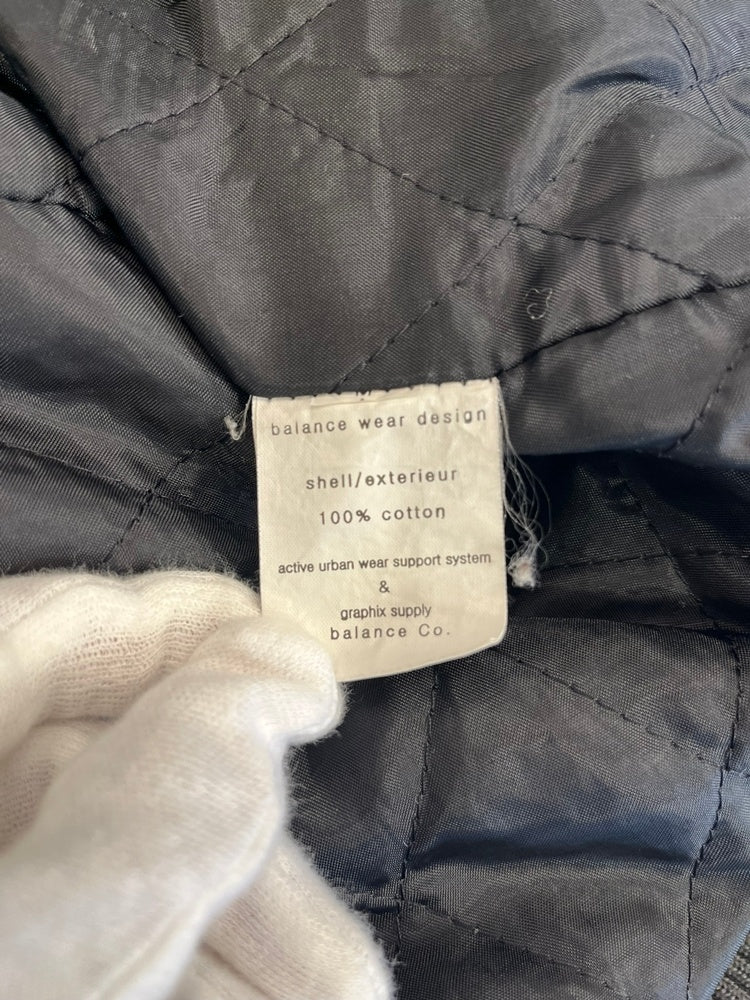 balance wear design
shell/exterieur
100% cotton
active urban wear support system
&
graphix supply
balance Co.